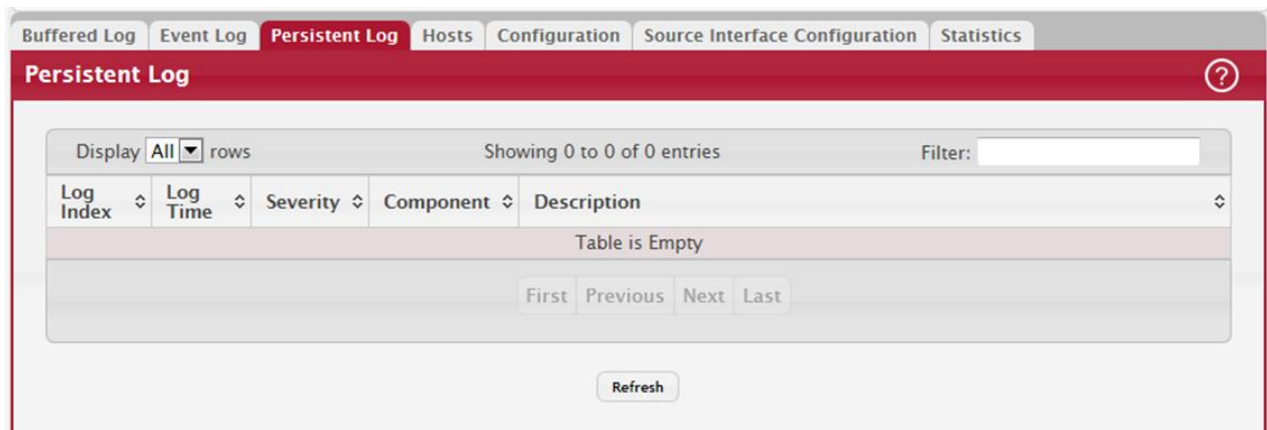 Buffered Log Event Log Persistent Log Hosts Configuration Source Interface Configuration Statistics
Persistent Log ?
Display All rows Showing 0 to 0 of 0 entries Filter:
Log Index Log Time Severity Component Description
Table is Empty
First Previous Next Last
Refresh